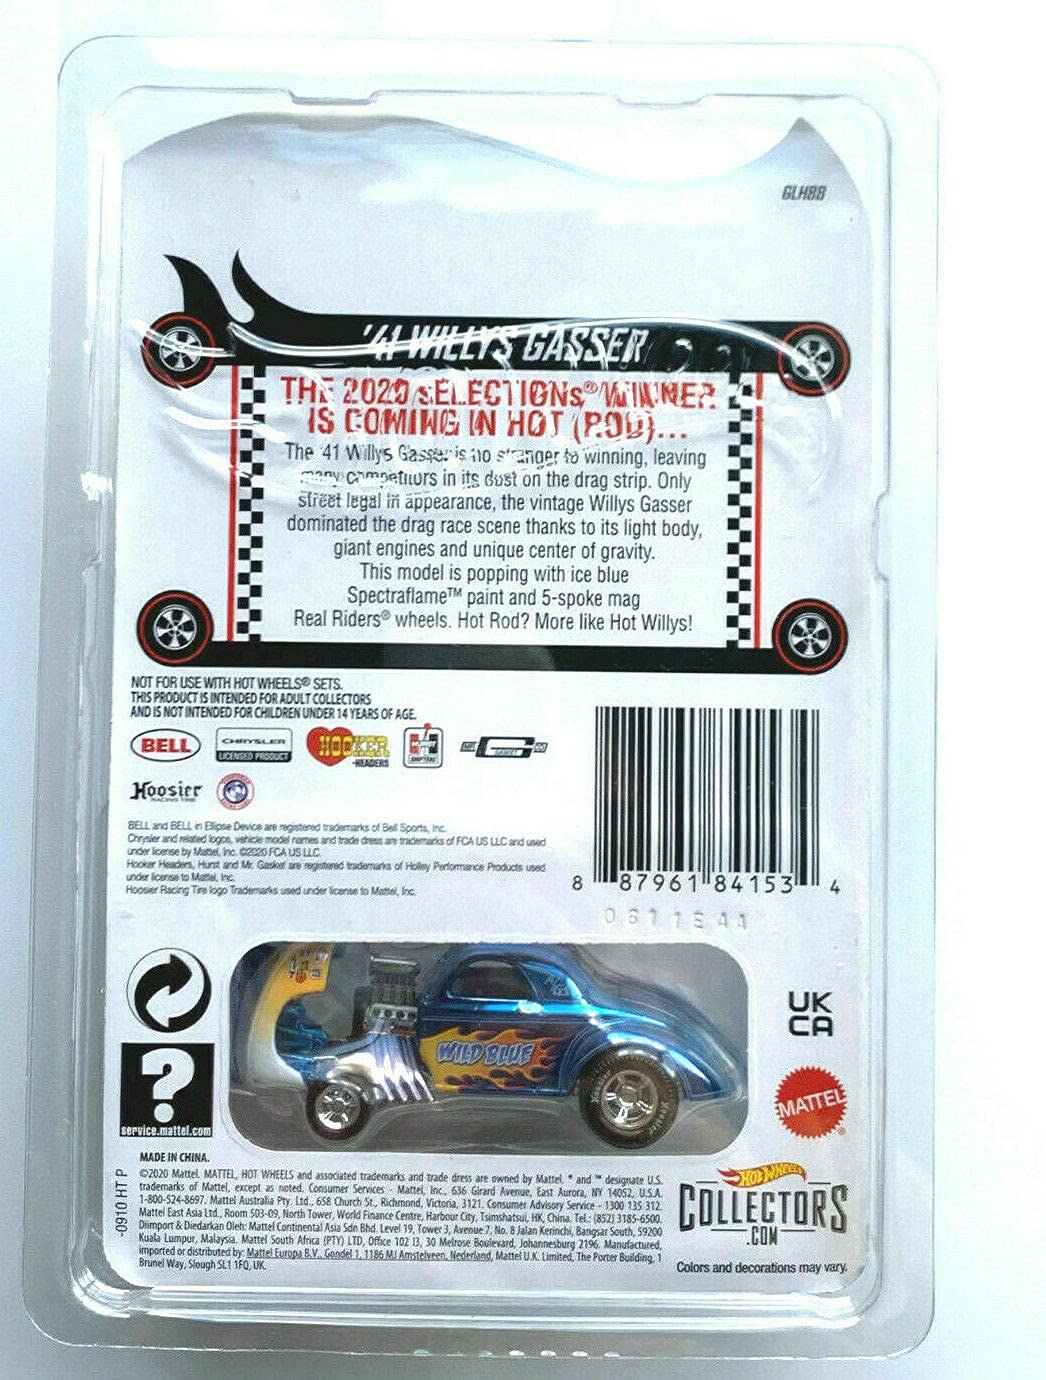 GLH88
'41 WILLYS GASSER
THE 2020 sELECTIONs® WINNER
IS COMING IN HOT (ROD)...
The '41 Willys Gasser is no stranger to winning, leaving
many competitors in its dust on the drag strip. Only
street legal in appearance, the vintage Willys Gasser
dominated the drag race scene thanks to its light body,
giant engines and unique center of gravity.
This model is popping with ice blue
Spectraflame™ paint and 5-spoke mag
Real Riders® wheels. Hot Rod? More like Hot Willys!
NOT FOR USE WITH HOT WHEELS® SETS.
THIS PRODUCT IS INTENDED FOR ADULT COLLECTORS
AND IS NOT INTENDED FOR CHILDREN UNDER 14 YEARS OF AGE.
BELL
CHRYSLER
LICENSED PRODUCT
HOOKER
-HEADERS
HURST
SHIFTERS
MR. GASKET CO
Hoosier
RACING TIRE
BELL and BELL in Ellipse Device are registered trademarks of Bell Sports, Inc.
Chrysler and related logos, vehicle model names and trade dress are trademarks of FCA US LLC and used
under license by Mattel, Inc. ©2020 FCA US LLC.
Hooker Headers, Hurst and Mr. Gasket are registered trademarks of Holley Performance Products used
under license to Mattel, Inc.
Hoosier Racing Tire logo Trademarks used under license to Mattel, Inc.
8 87961 84153 4
WILD BLUE
UK
CA
MATTEL®
?
service.mattel.com
MADE IN CHINA.
©2020 Mattel. MATTEL, HOT WHEELS and associated trademarks and trade dress are owned by Mattel. ® and ™ designate U.S.
trademarks of Mattel, except as noted. Consumer Services - Mattel, Inc., 636 Girard Avenue, East Aurora, NY 14052, U.S.A.
1-800-524-8697. Mattel Australia Pty. Ltd., 658 Church St., Richmond, Victoria, 3121. Consumer Advisory Service - 1300 135 312.
Mattel East Asia Ltd., Room 503-09, North Tower, World Finance Centre, Harbour City, Tsimshatsui, HK, China. Tel.: (852) 3185-6500.
Diimport & Diedarkan Oleh: Mattel Continental Asia Sdn Bhd. Level 19, Tower 3, Avenue 7, No. 8 Jalan Kerinchi, Bangsar South, 59200
Kuala Lumpur, Malaysia. Mattel South Africa (PTY) LTD, Office 102 I3, 30 Melrose Boulevard, Johannesburg 2196. Manufactured,
imported or distributed by: Mattel Europa B.V., Gondel 1, 1186 MJ Amstelveen, Nederland. Mattel U.K. Limited, The Porter Building, 1
Brunel Way, Slough SL1 1FQ, UK.
-0910 HT P
HOT WHEELS
COLLECTORS
.COM
Colors and decorations may vary.